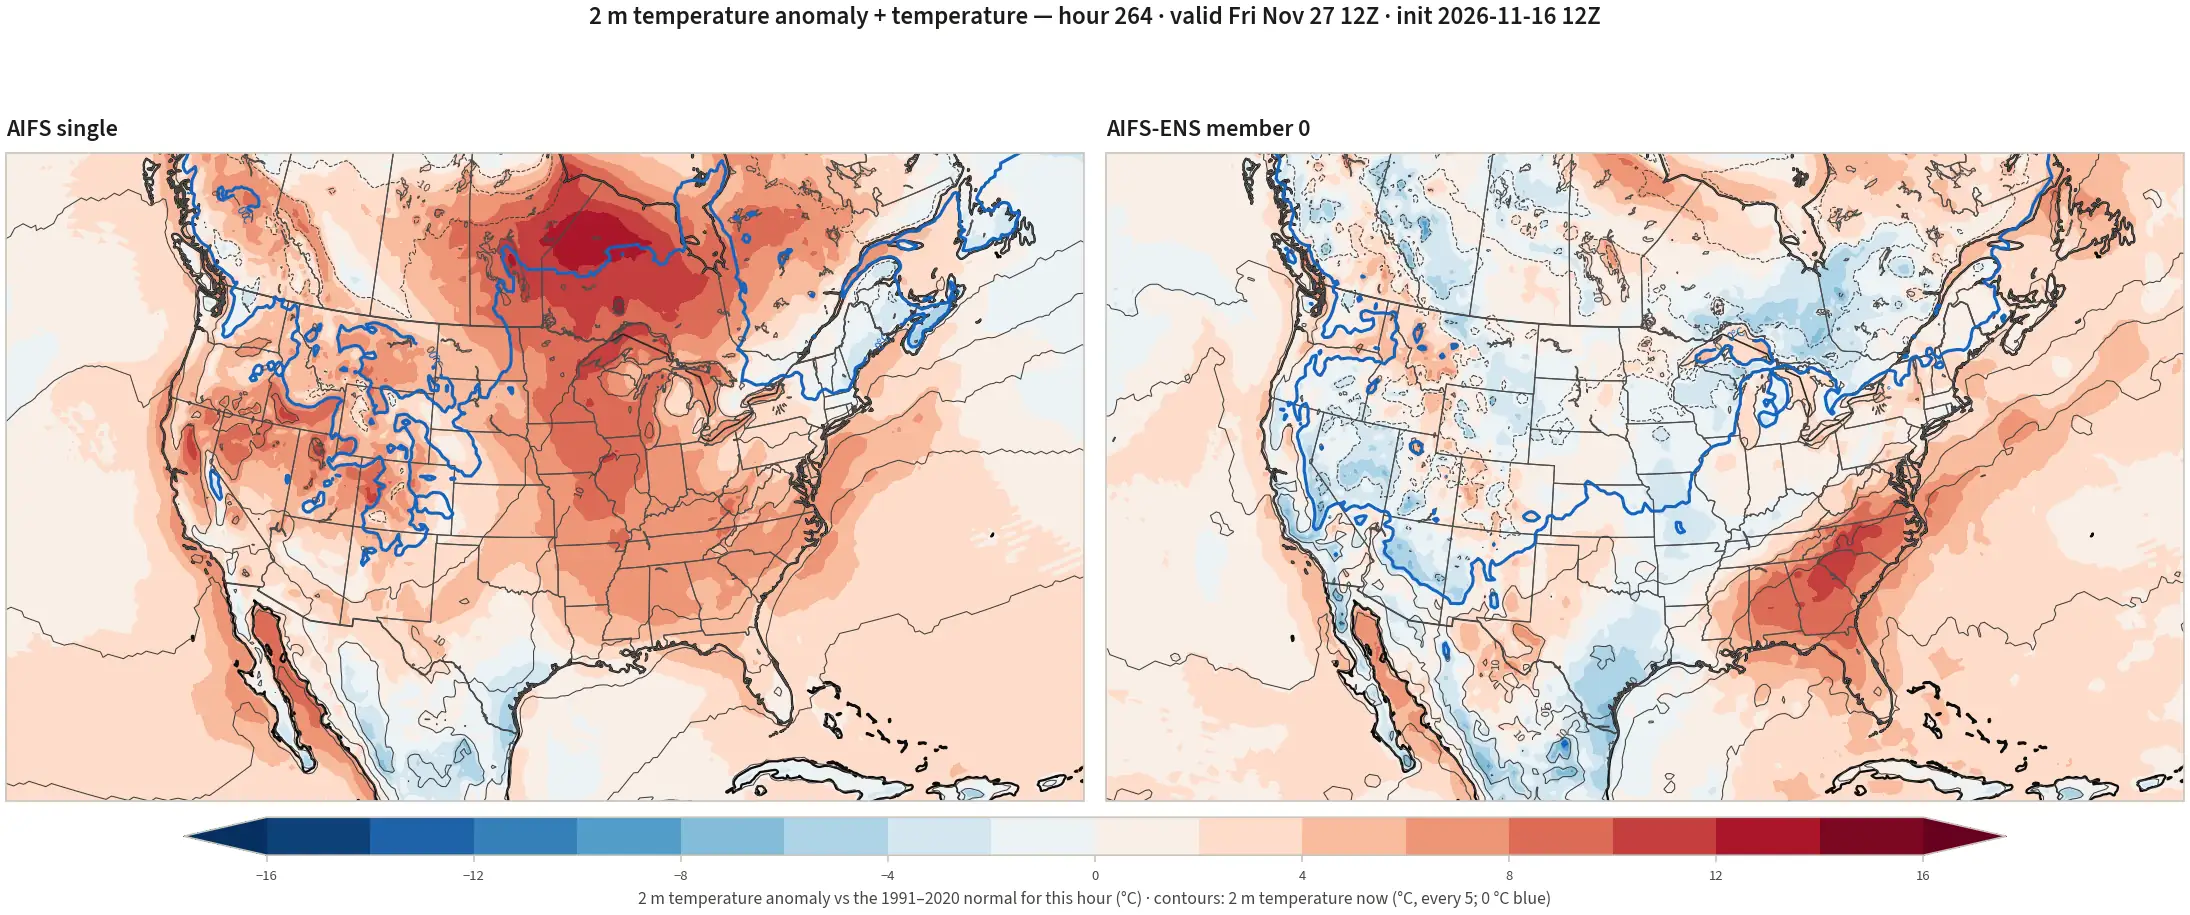 2 m temperature anomaly + temperature — hour 264 · valid Fri Nov 27 12Z · init 2026-11-16 12Z
AIFS single
AIFS-ENS member 0
−16 −12 −8 −4 0 4 8 12 16
2 m temperature anomaly vs the 1991–2020 normal for this hour (°C) · contours: 2 m temperature now (°C, every 5; 0 °C blue)